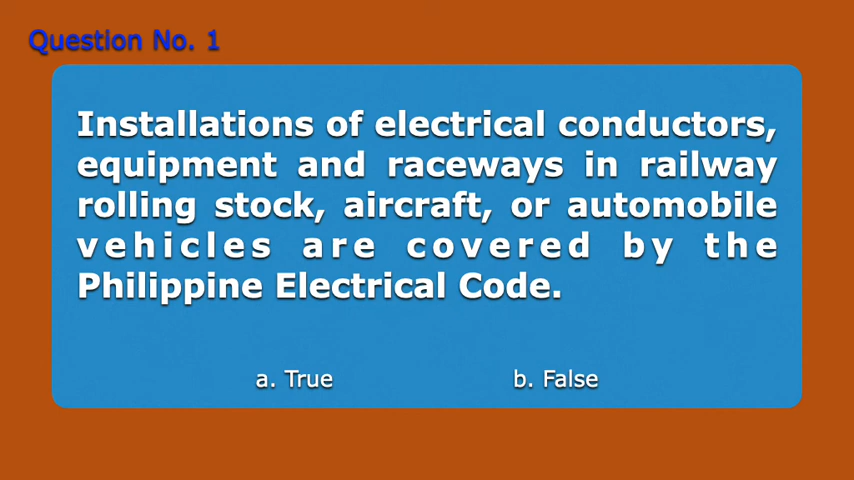 Question No. 1
Installations of electrical conductors,
equipment and raceways in railway
rolling stock, aircraft, or automobile
vehicles are covered by the
Philippine Electrical Code.
a. True b. False